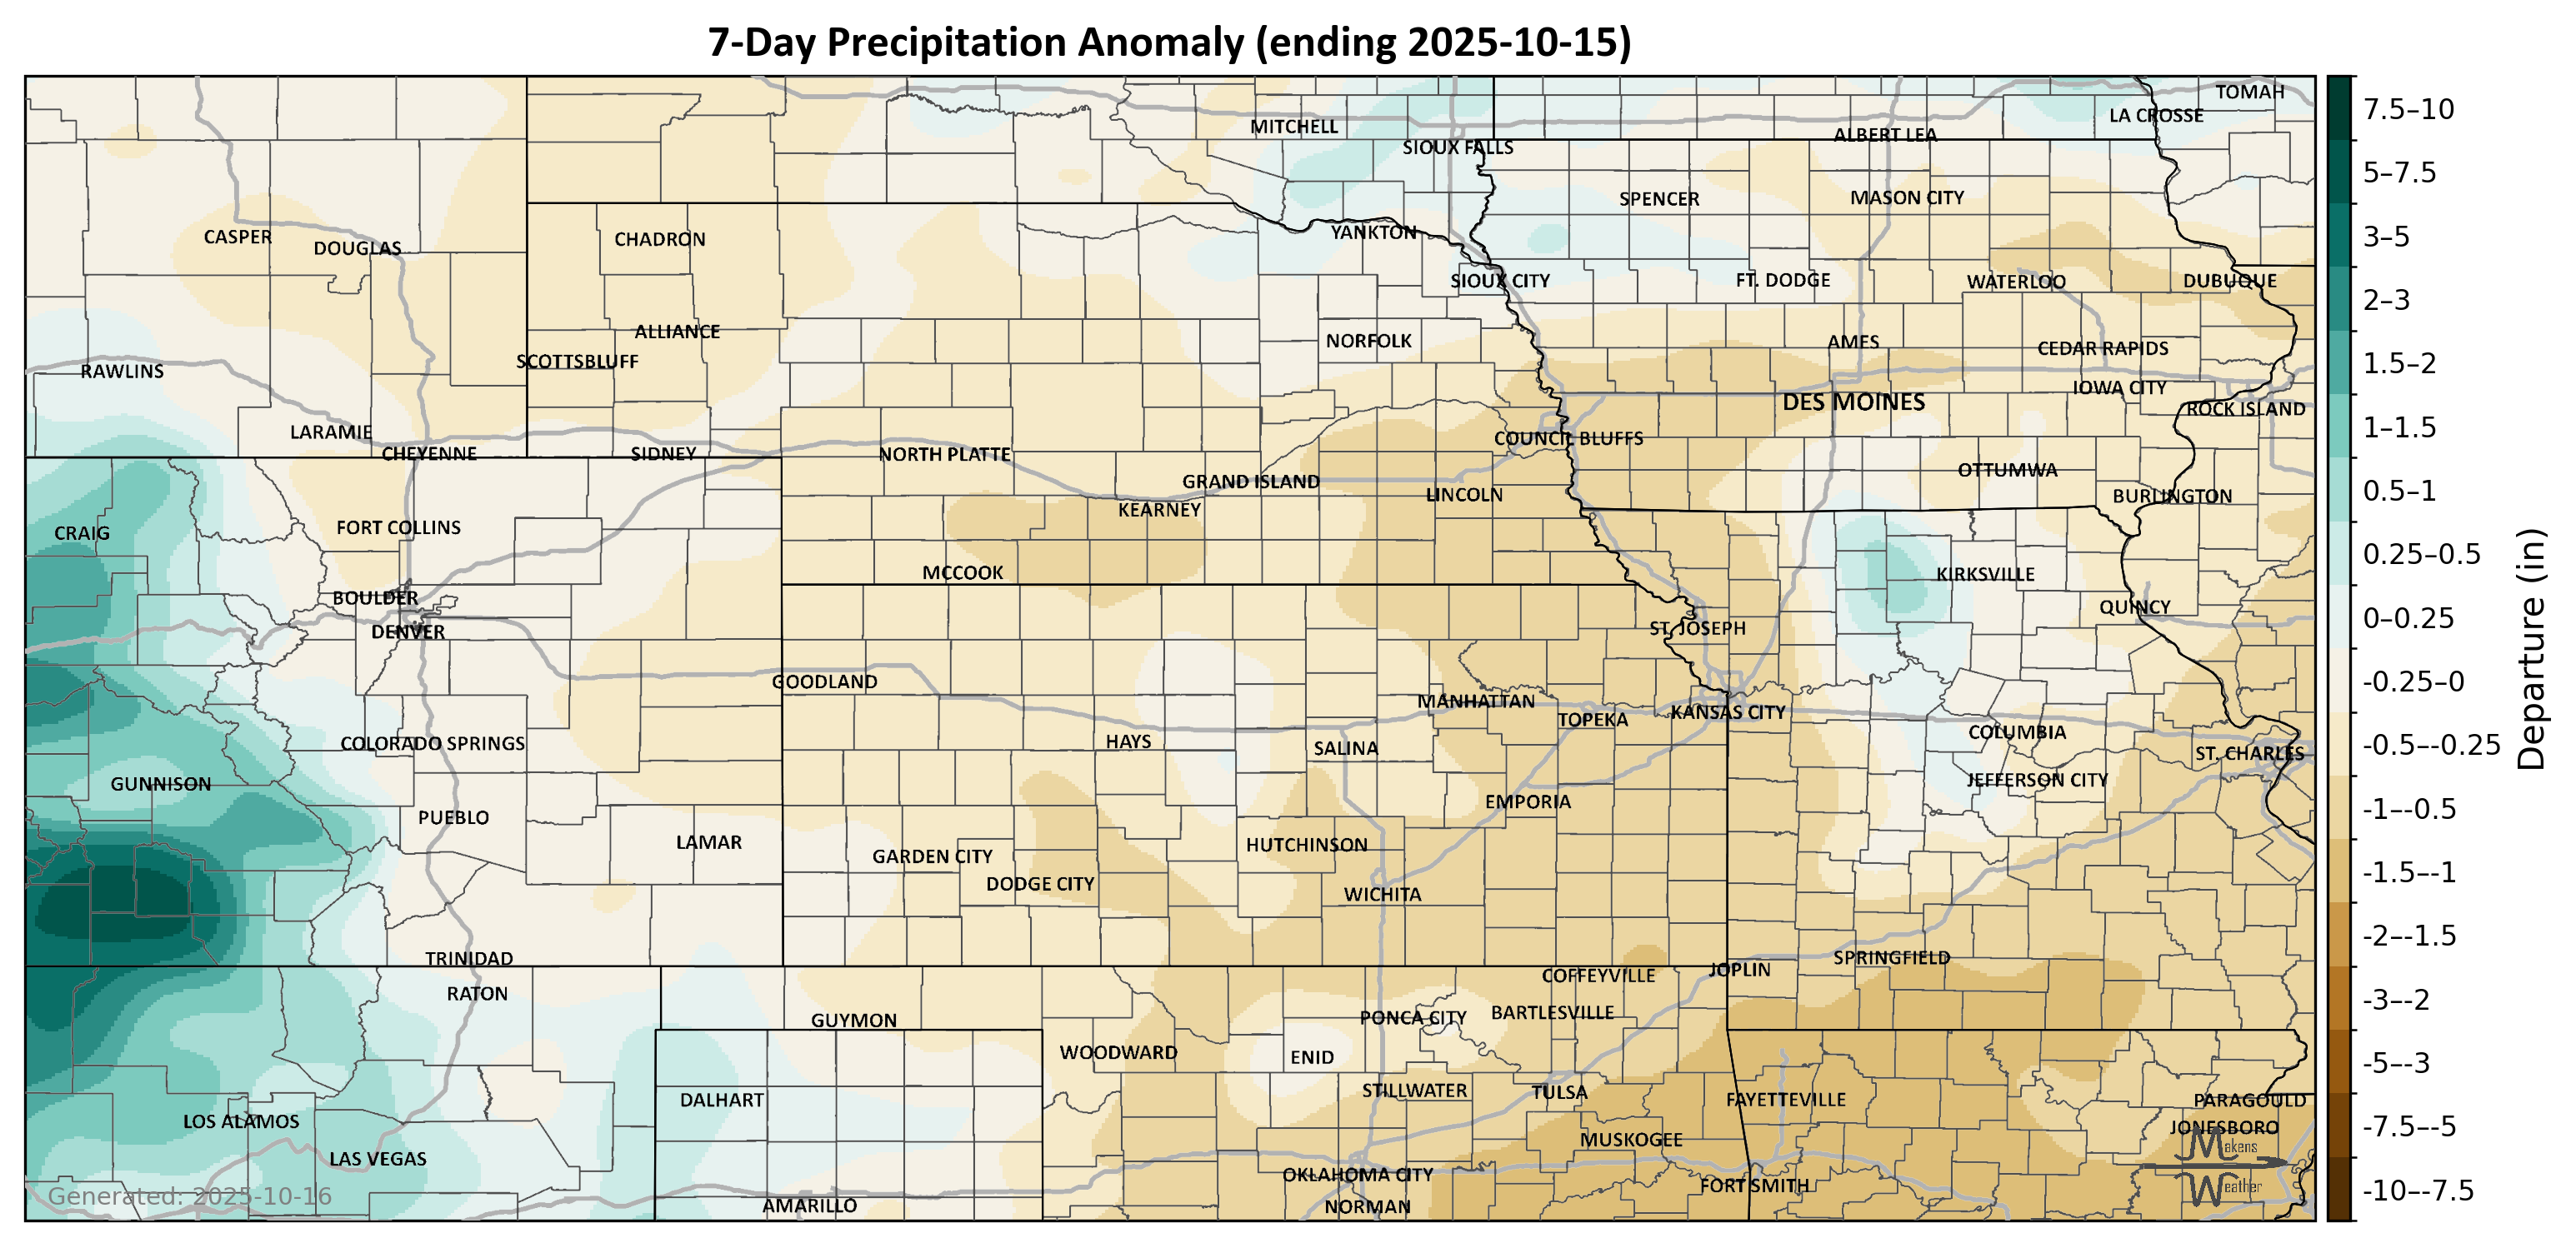 7-Day Precipitation Anomaly (ending 2025-10-15)
TOMAH
LA CROSSE
MITCHELL
ALBERT LEA
SIOUX FALLS
SPENCER
MASON CITY
YANKTON
CASPER
DOUGLAS
CHADRON
SIOUX CITY
FT. DODGE
WATERLOO
DUBUQUE
ALLIANCE
NORFOLK
AMES
CEDAR RAPIDS
SCOTTSBLUFF
RAWLINS
IOWA CITY
DES MOINES
ROCK ISLAND
LARAMIE
COUNCIL BLUFFS
CHEYENNE
SIDNEY
NORTH PLATTE
OTTUMWA
GRAND ISLAND
LINCOLN
BURLINGTON
KEARNEY
CRAIG
FORT COLLINS
MCCOOK
KIRKSVILLE
BOULDER
QUINCY
DENVER
ST. JOSEPH
GOODLAND
MANHATTAN
TOPEKA
KANSAS CITY
COLUMBIA
COLORADO SPRINGS
HAYS
SALINA
ST. CHARLES
GUNNISON
JEFFERSON CITY
EMPORIA
PUEBLO
LAMAR
HUTCHINSON
GARDEN CITY
DODGE CITY
WICHITA
TRINIDAD
SPRINGFIELD
JOPLIN
COFFEYVILLE
RATON
GUYMON
PONCA CITY
BARTLESVILLE
WOODWARD
ENID
STILLWATER
TULSA
DALHART
FAYETTEVILLE
PARAGOULD
LOS ALAMOS
JONESBORO
MUSKOGEE
LAS VEGAS
OKLAHOMA CITY
FORT SMITH
AMARILLO
NORMAN
Generated: 2025-10-16
Makens
Weather
7.5–10
5–7.5
3–5
2–3
1.5–2
1–1.5
0.5–1
0.25–0.5
0–0.25
-0.25–0
-0.5–-0.25
-1–-0.5
-1.5–-1
-2–-1.5
-3–-2
-5–-3
-7.5–-5
-10–-7.5
Departure (in)